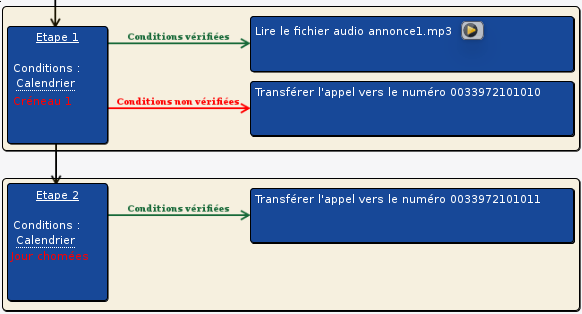 Etape 1
Conditions :
Calendrier
Créneau 1
Conditions vérifiées
Lire le fichier audio annonce1.mp3
Conditions non vérifiées
Transférer l'appel vers le numéro 0033972101010
Etape 2
Conditions :
Calendrier
Jour chomées
Conditions vérifiées
Transférer l'appel vers le numéro 0033972101011